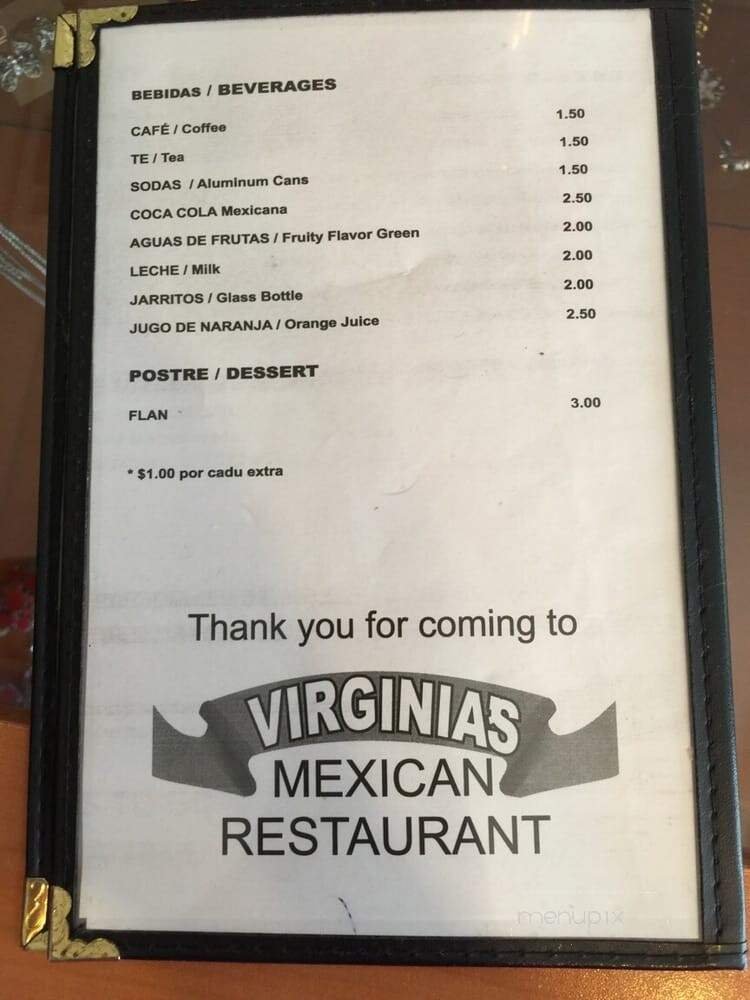 BEBIDAS / BEVERAGES
CAFÉ / Coffee 1.50
TE / Tea 1.50
SODAS / Aluminum Cans 1.50
COCA COLA Mexicana 2.50
AGUAS DE FRUTAS / Fruity Flavor Green 2.00
LECHE / Milk 2.00
JARRITOS / Glass Bottle 2.00
JUGO DE NARANJA / Orange Juice 2.50
POSTRE / DESSERT
FLAN 3.00
* $1.00 por cadu extra
Thank you for coming to
VIRGINIA'S
MEXICAN
RESTAURANT
menupix